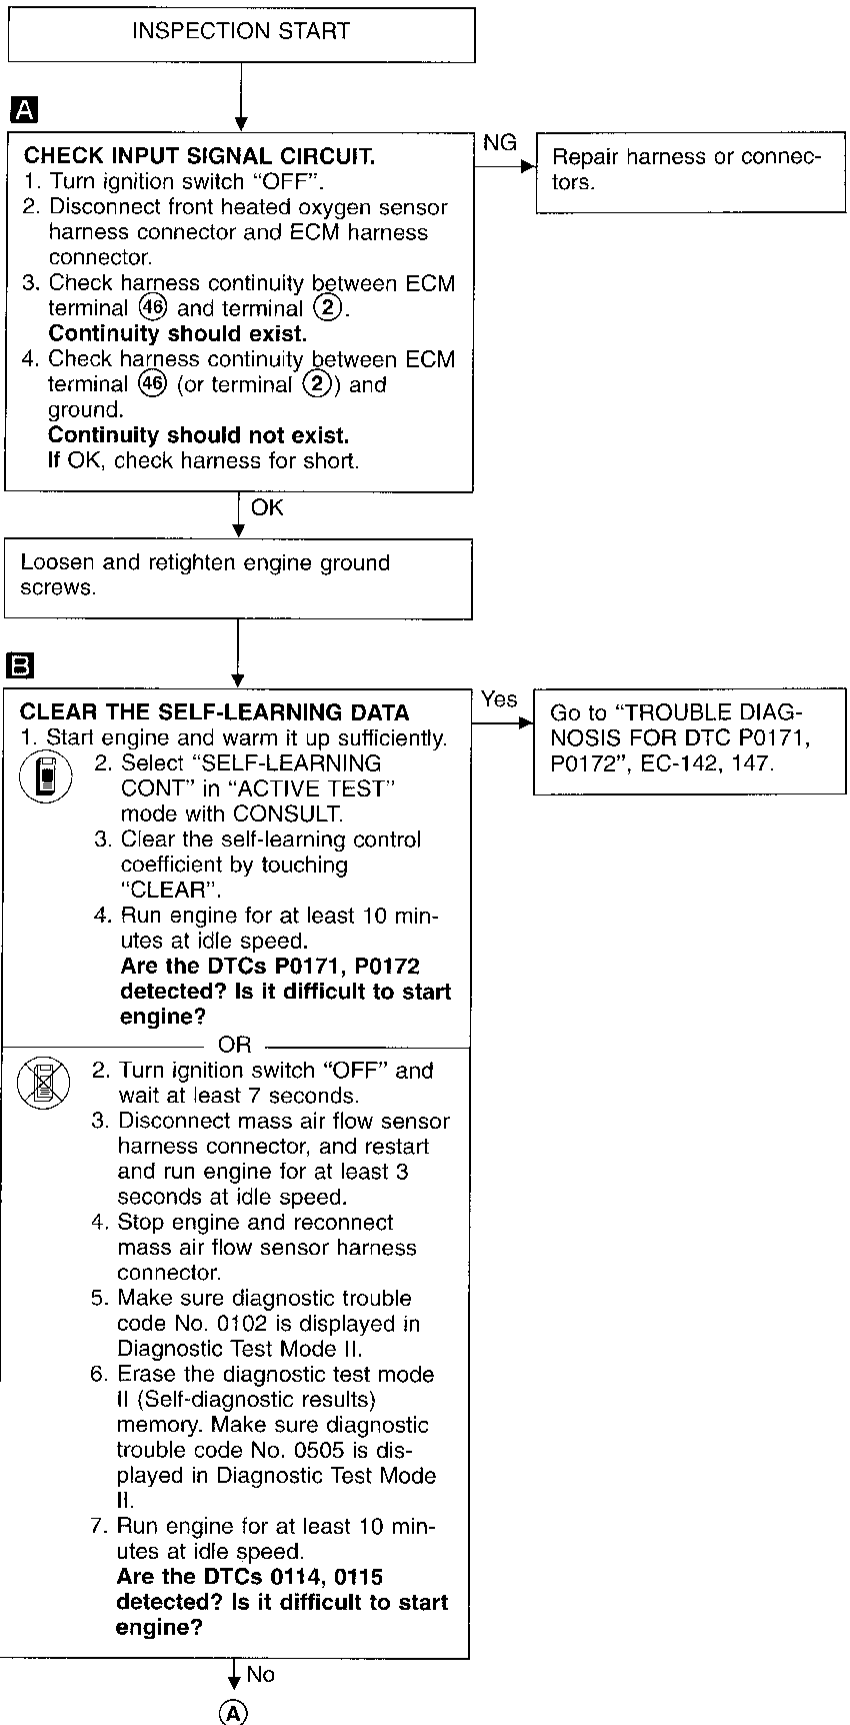 INSPECTION START
A
CHECK INPUT SIGNAL CIRCUIT.
1. Turn ignition switch “OFF”.
2. Disconnect front heated oxygen sensor
harness connector and ECM harness
connector.
3. Check harness continuity between ECM
terminal 46 and terminal 2.
Continuity should exist.
4. Check harness continuity between ECM
terminal 46 (or terminal 2) and
ground.
Continuity should not exist.
If OK, check harness for short.
NG
Repair harness or connec-
tors.
OK
Loosen and retighten engine ground
screws.
B
CLEAR THE SELF-LEARNING DATA
1. Start engine and warm it up sufficiently.
2. Select “SELF-LEARNING
CONT” in “ACTIVE TEST”
mode with CONSULT.
3. Clear the self-learning control
coefficient by touching
“CLEAR”.
4. Run engine for at least 10 min-
utes at idle speed.
Are the DTCs P0171, P0172
detected? Is it difficult to start
engine?
Yes
Go to “TROUBLE DIAG-
NOSIS FOR DTC P0171,
P0172”, EC-142, 147.
OR
2. Turn ignition switch “OFF” and
wait at least 7 seconds.
3. Disconnect mass air flow sensor
harness connector, and restart
and run engine for at least 3
seconds at idle speed.
4. Stop engine and reconnect
mass air flow sensor harness
connector.
5. Make sure diagnostic trouble
code No. 0102 is displayed in
Diagnostic Test Mode II.
6. Erase the diagnostic test mode
II (Self-diagnostic results)
memory. Make sure diagnostic
trouble code No. 0505 is dis-
played in Diagnostic Test Mode
II.
7. Run engine for at least 10 min-
utes at idle speed.
Are the DTCs 0114, 0115
detected? Is it difficult to start
engine?
No
A